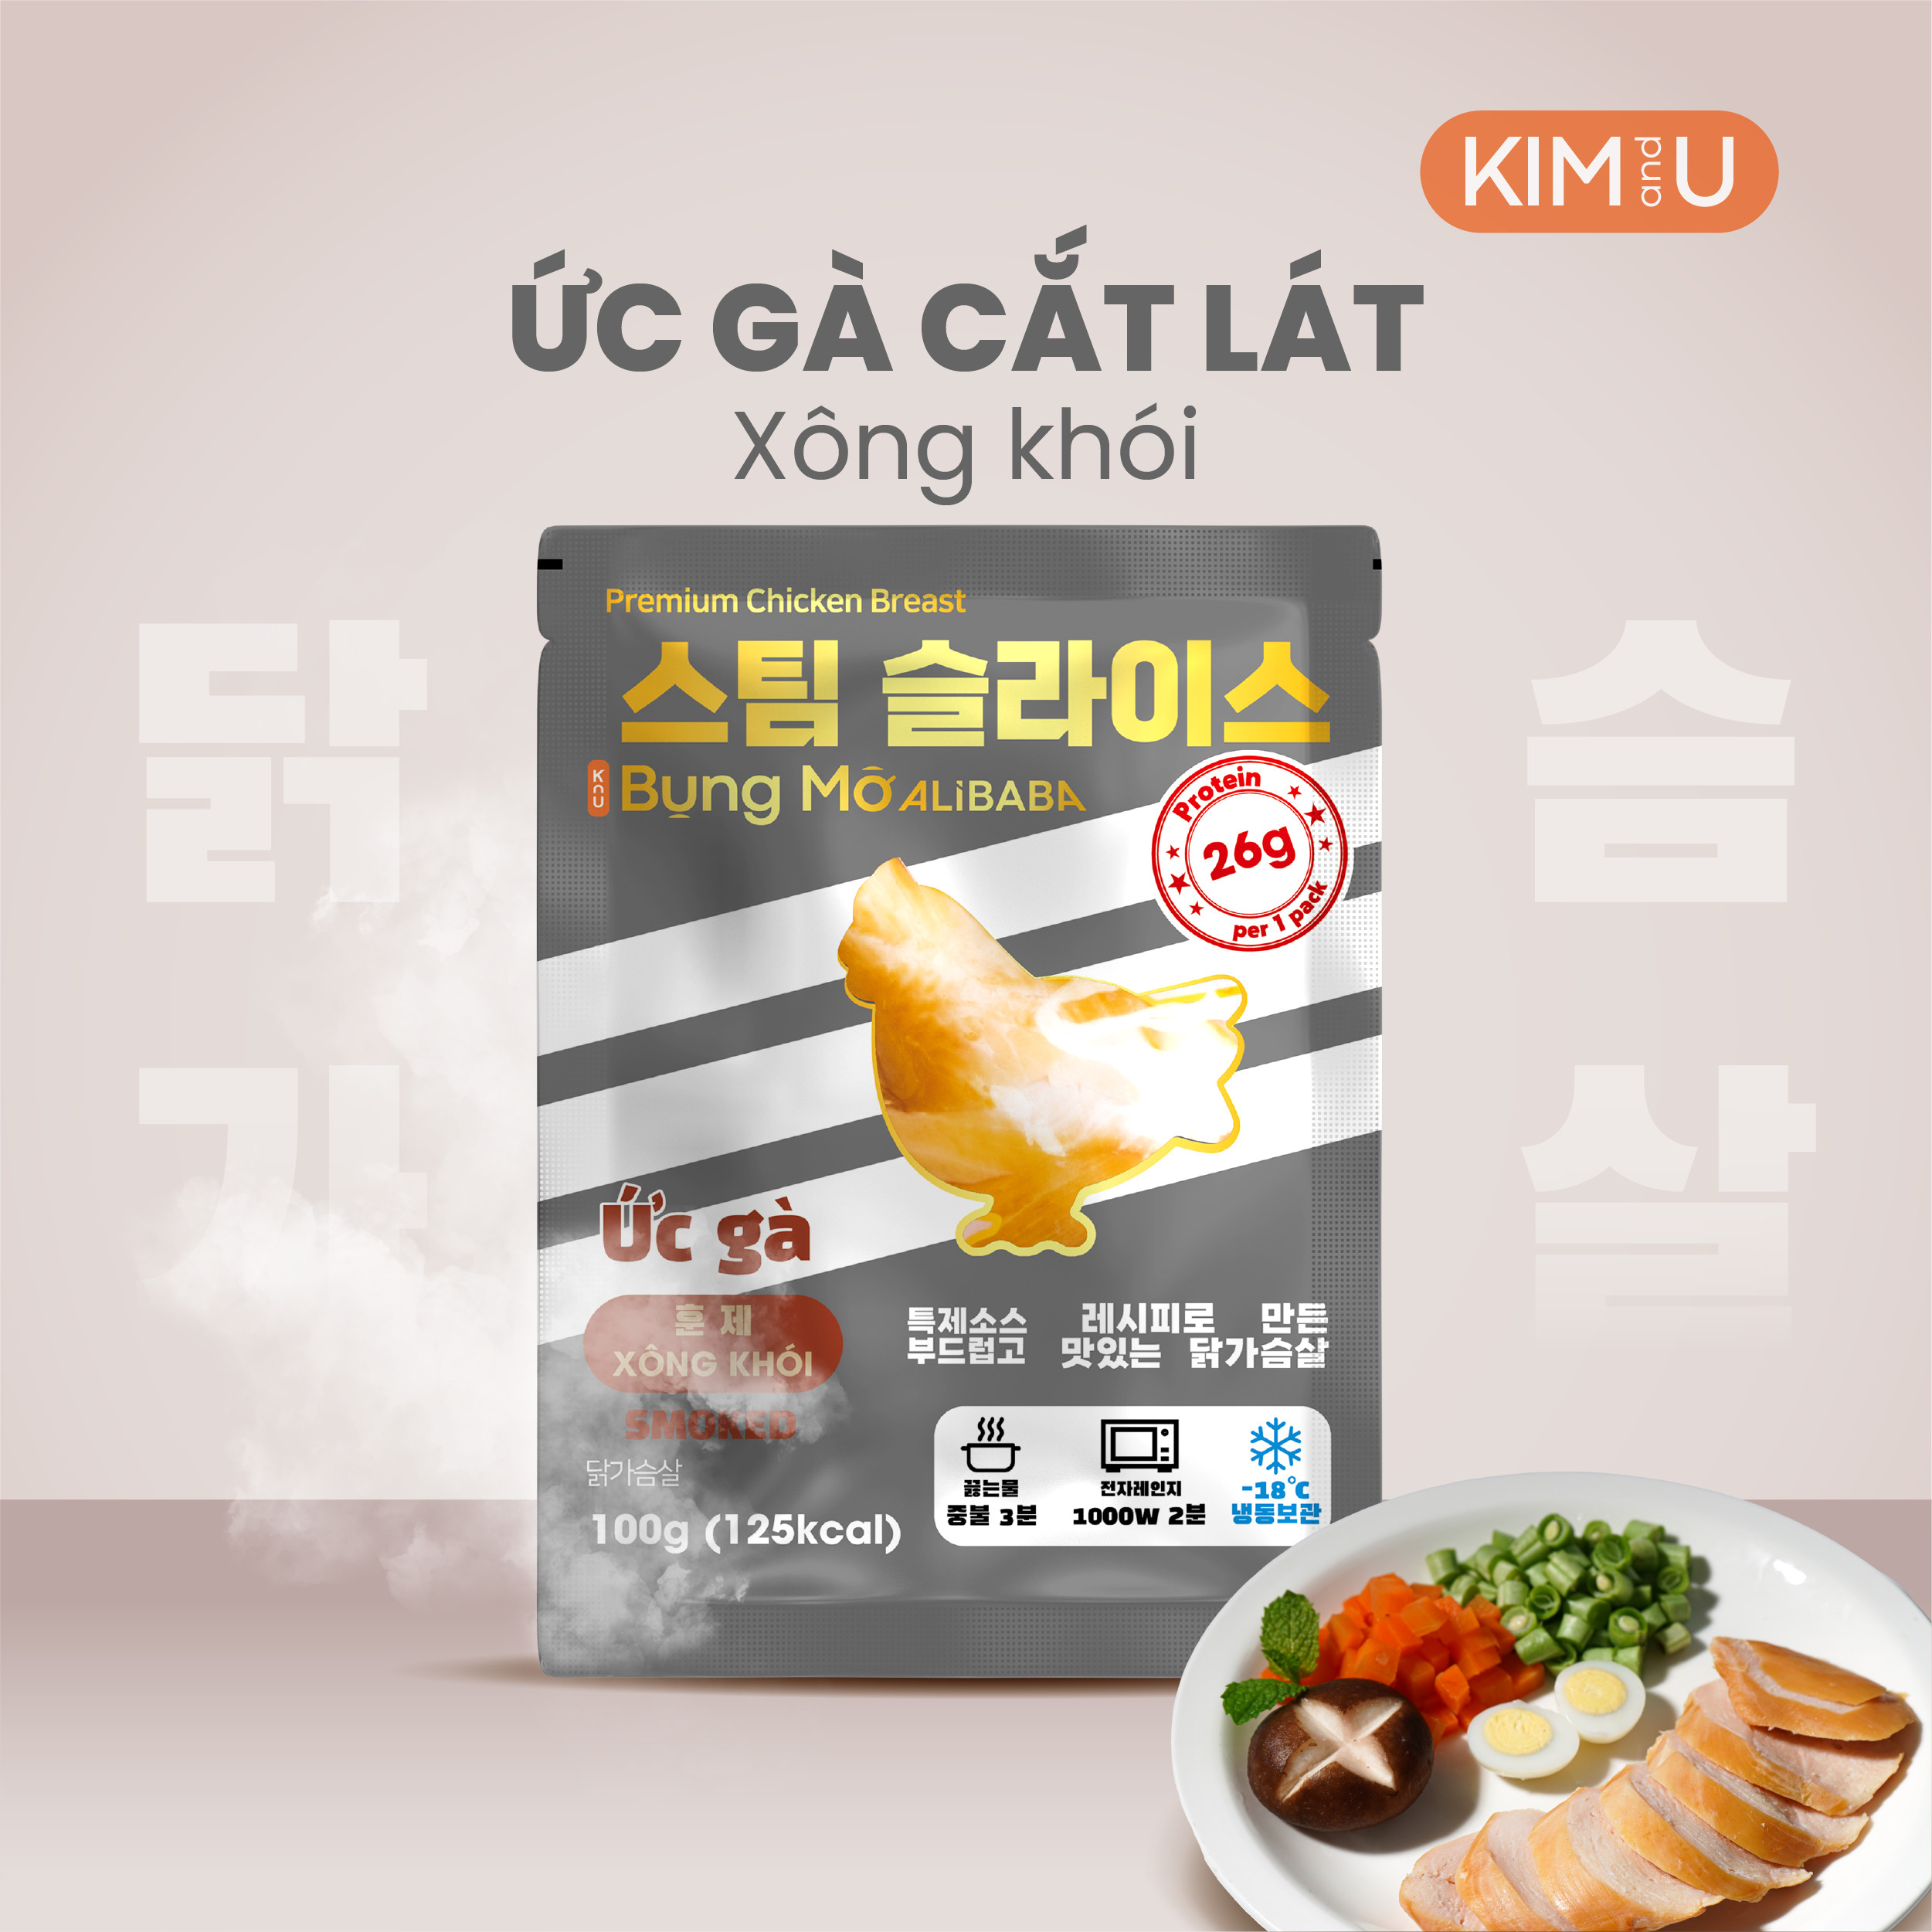 KIM and U
ỨC GÀ CẮT LÁT
Xông khói
닭 가 슴 살
Premium Chicken Breast
스팀 슬라이스
KnU Bụng Mỡ ALiBABA
Protein
26g
per 1 pack
Ức gà
훈제
XÔNG KHÓI
SMOKED
닭가슴살
100g (125kcal)
특제소스 레시피로 만든
부드럽고 맛있는 닭가슴살
끓는물
중불 3분
전자레인지
1000W 2분
-18°C
냉동보관